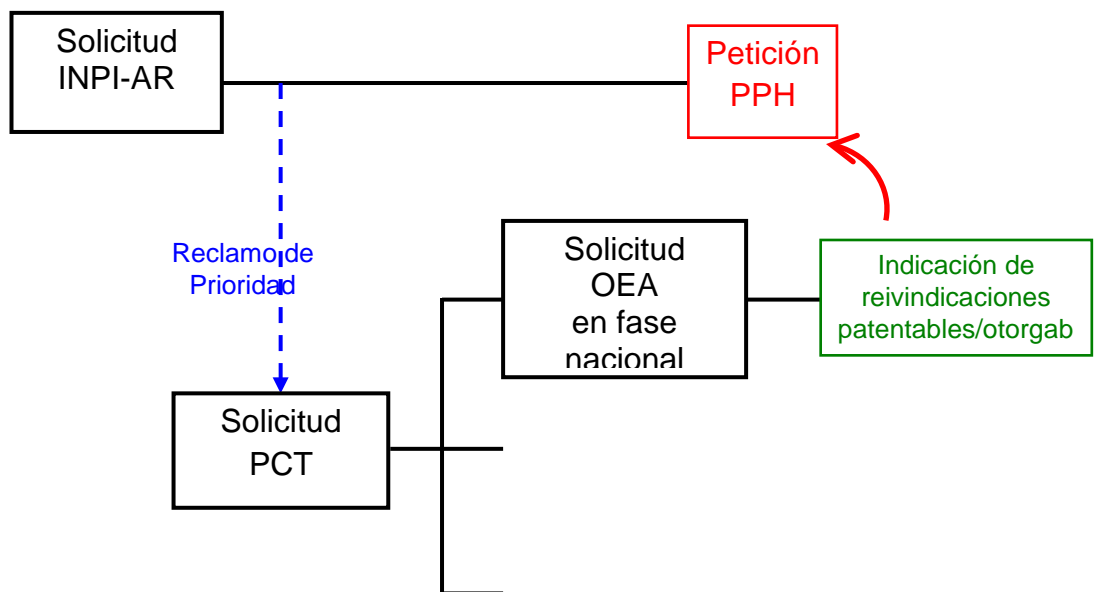 Solicitud
INPI-AR
Petición
PPH
Reclamo de
Prioridad
Solicitud
OEA
en fase
nacional
Indicación de
reivindicaciones
patentables/otorgab
Solicitud
PCT